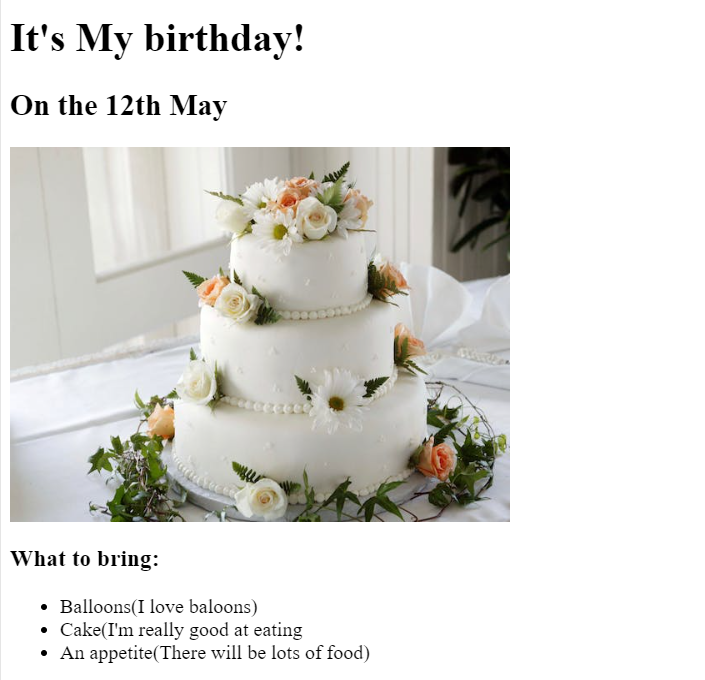 It's My birthday!
On the 12th May
What to bring:
Balloons(I love baloons)
Cake(I'm really good at eating
An appetite(There will be lots of food)